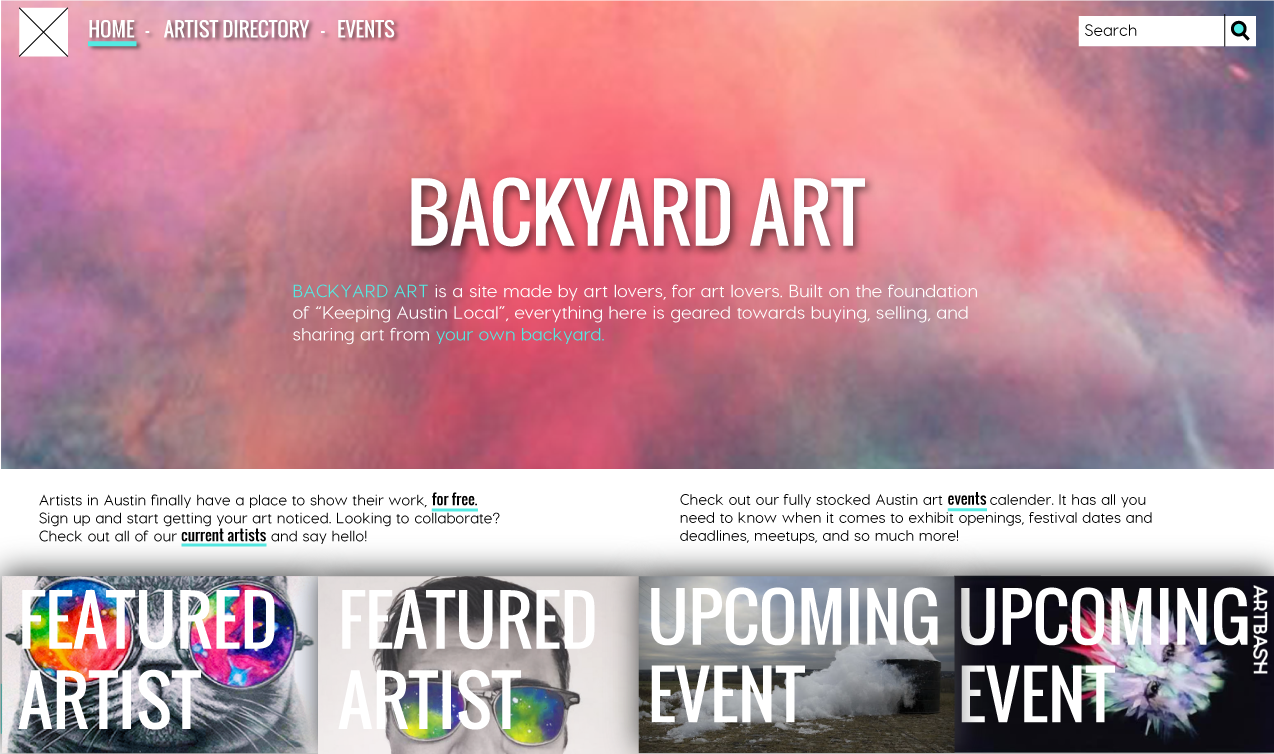 HOME - ARTIST DIRECTORY - EVENTS
Search
BACKYARD ART
BACKYARD ART is a site made by art lovers, for art lovers. Built on the foundation
of “Keeping Austin Local”, everything here is geared towards buying, selling, and
sharing art from your own backyard.
Artists in Austin finally have a place to show their work, for free.
Sign up and start getting your art noticed. Looking to collaborate?
Check out all of our current artists and say hello!
Check out our fully stocked Austin art events calender. It has all you
need to know when it comes to exhibit openings, festival dates and
deadlines, meetups, and so much more!
FEATURED
ARTIST
FEATURED
ARTIST
UPCOMING
EVENT
UPCOMING
EVENT
ARTBASH